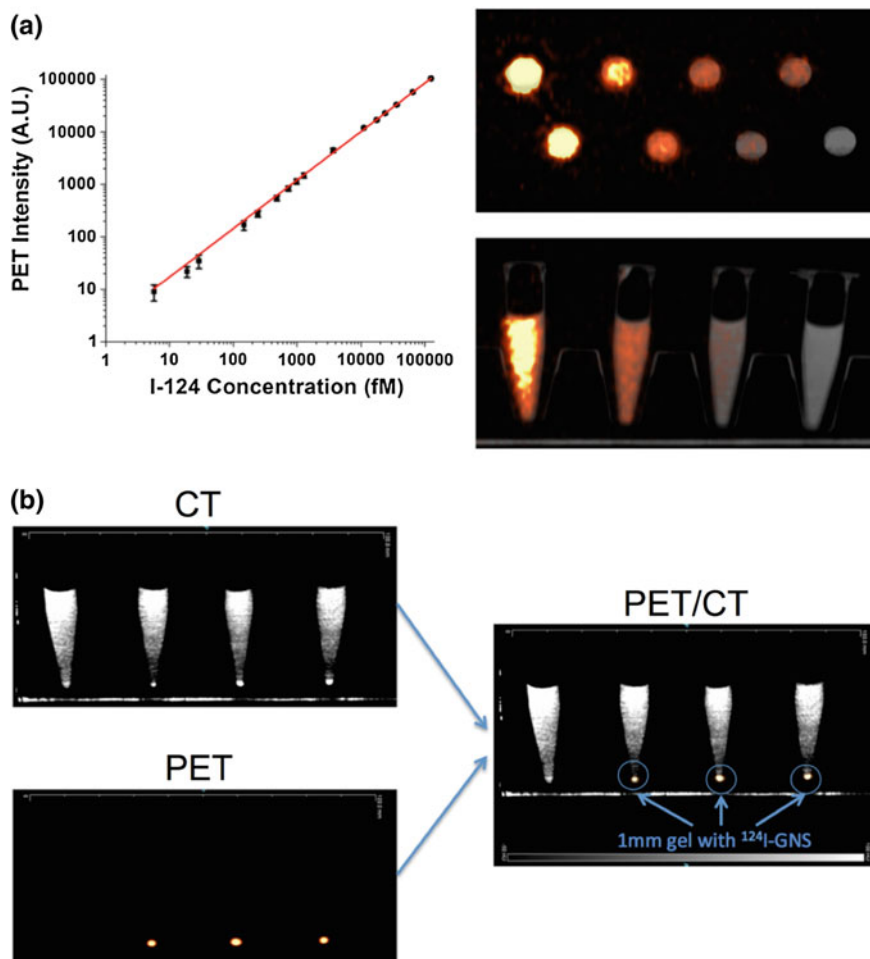 (a)
PET Intensity (A.U.)
100000
10000
1000
100
10
1
1 10 100 1000 10000 100000
I-124 Concentration (fM)
(b)
CT
PET
PET/CT
1mm gel with ¹²⁴I-GNS